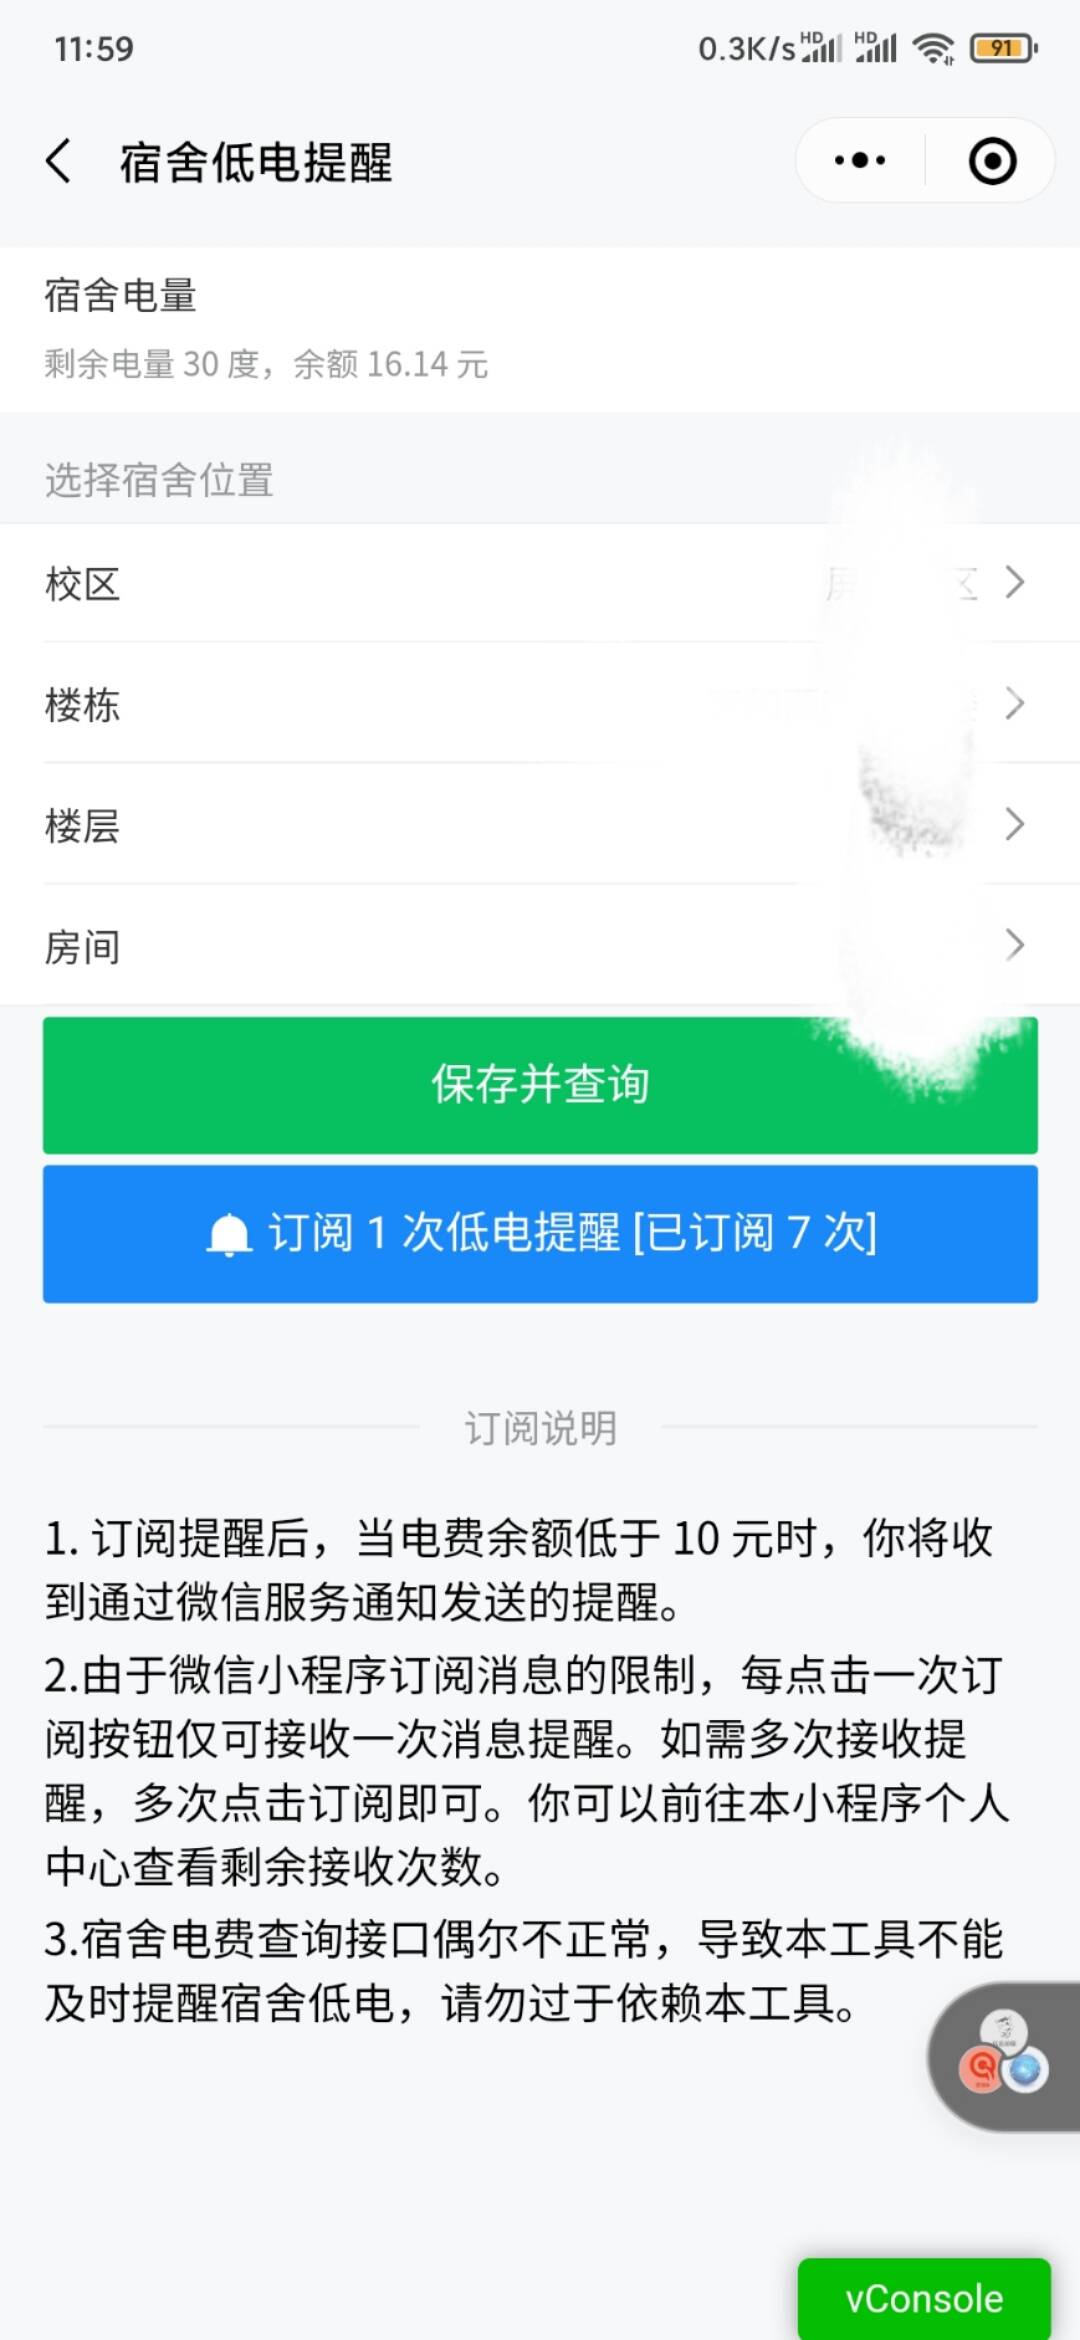 11:59
0.3K/s HD HD 91
宿舍低电提醒
宿舍电量
剩余电量 30 度，余额 16.14 元
选择宿舍位置
校区
楼栋
楼层
房间
保存并查询
订阅 1 次低电提醒 [已订阅 7 次]
订阅说明
1. 订阅提醒后，当电费余额低于 10 元时，你将收
到通过微信服务通知发送的提醒。
2.由于微信小程序订阅消息的限制，每点击一次订
阅按钮仅可接收一次消息提醒。如需多次接收提
醒，多次点击订阅即可。你可以前往本小程序个人
中心查看剩余接收次数。
3.宿舍电费查询接口偶尔不正常，导致本工具不能
及时提醒宿舍低电，请勿过于依赖本工具。
vConsole